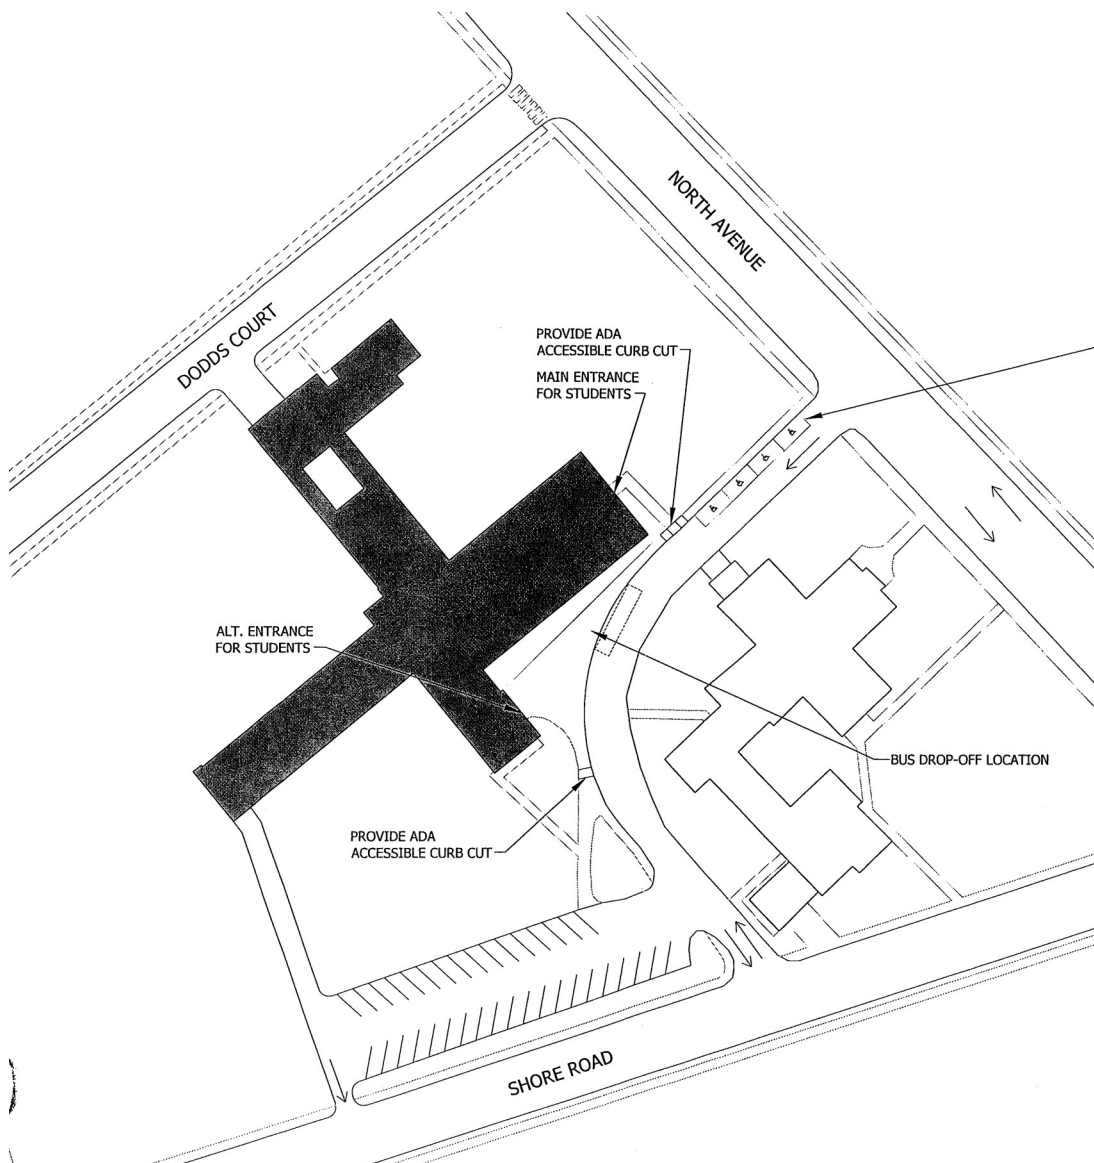 NORTH AVENUE
DODDS COURT
PROVIDE ADA
ACCESSIBLE CURB CUT
MAIN ENTRANCE
FOR STUDENTS
ALT. ENTRANCE
FOR STUDENTS
BUS DROP-OFF LOCATION
PROVIDE ADA
ACCESSIBLE CURB CUT
SHORE ROAD